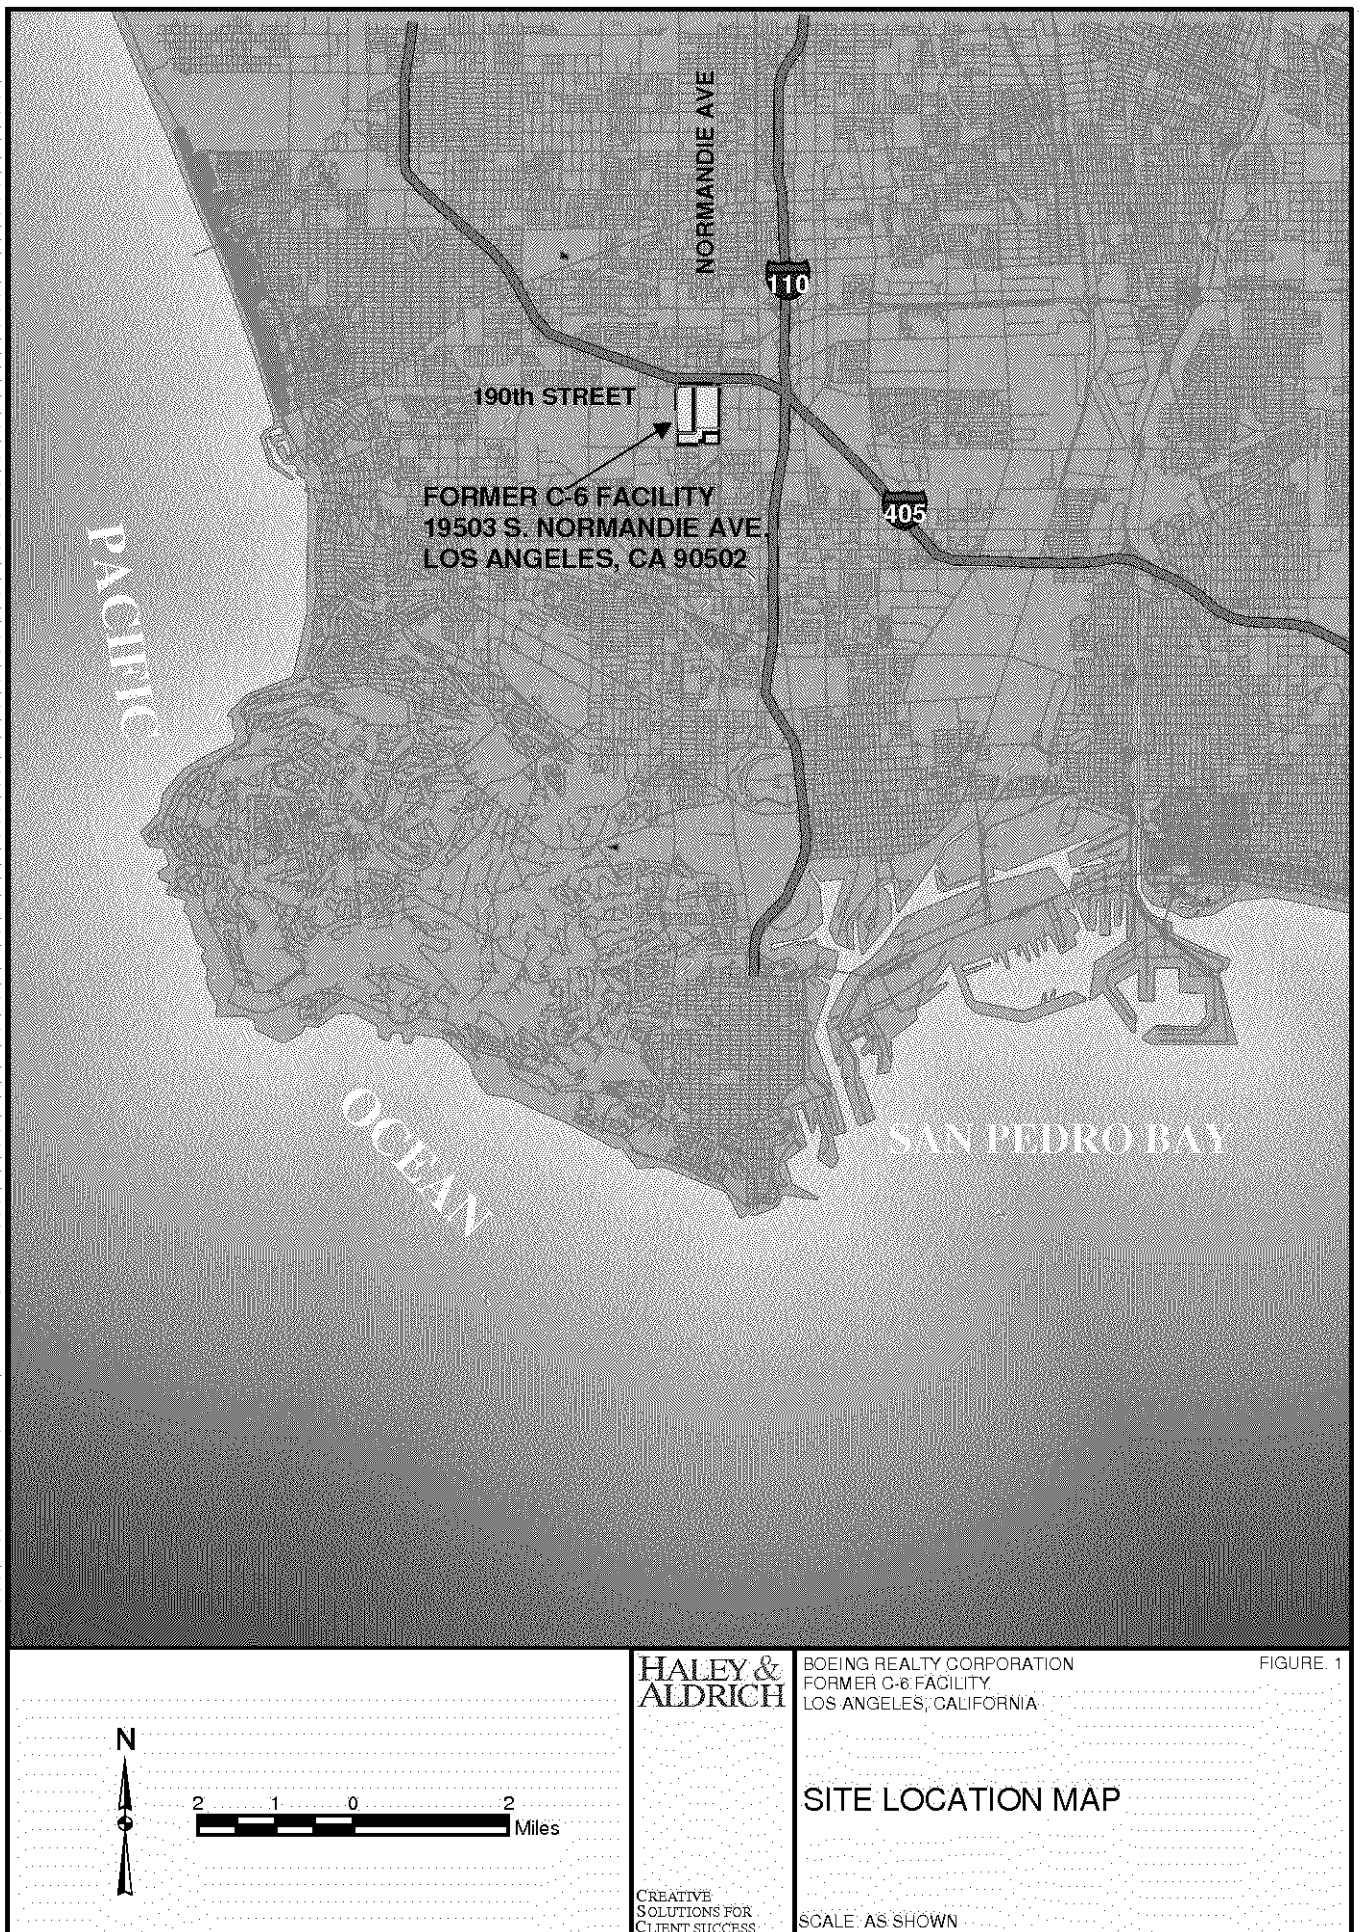 NORMANDIE AVE
110
190th STREET
FORMER C-6 FACILITY
19503 S. NORMANDIE AVE.
LOS ANGELES, CA 90502
405
PACIFIC
OCEAN
SAN PEDRO BAY
N
2 1 0 2
Miles
HALEY &
ALDRICH
CREATIVE
SOLUTIONS FOR
CLIENT SUCCESS
BOEING REALTY CORPORATION
FORMER C-6 FACILITY
LOS ANGELES, CALIFORNIA
FIGURE. 1
SITE LOCATION MAP
SCALE: AS SHOWN